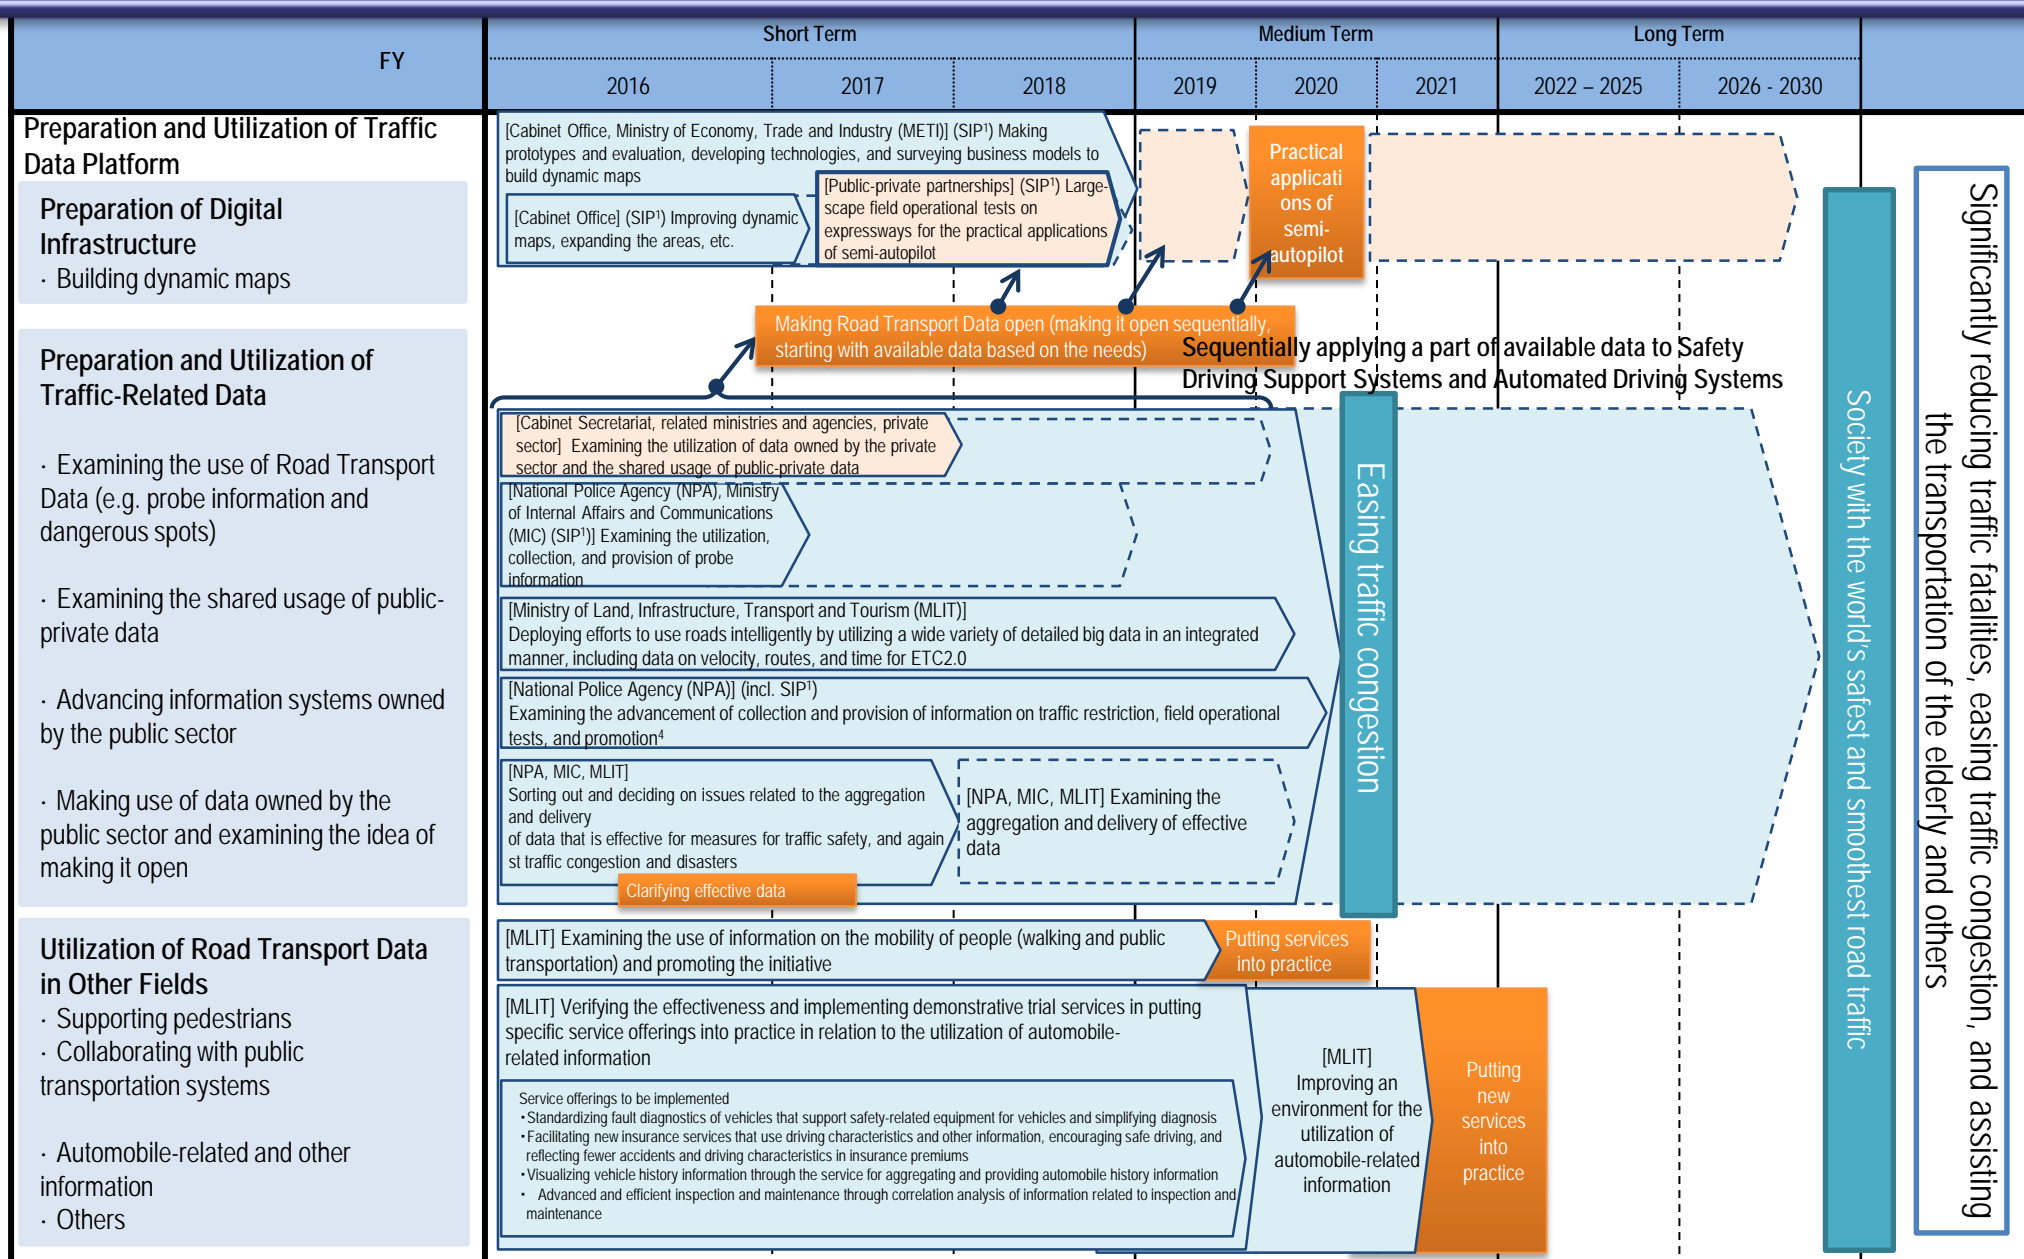 FY
Short Term
Medium Term
Long Term
2016
2017
2018
2019
2020
2021
2022 – 2025
2026 - 2030
Preparation and Utilization of Traffic
Data Platform
Preparation of Digital
Infrastructure
· Building dynamic maps
[Cabinet Office, Ministry of Economy, Trade and Industry (METI)] (SIP¹) Making
prototypes and evaluation, developing technologies, and surveying business models to
build dynamic maps
[Cabinet Office] (SIP¹) Improving dynamic
maps, expanding the areas, etc.
[Public-private partnerships] (SIP¹) Large-
scape field operational tests on
expressways for the practical applications
of semi-autopilot
Practical
applicati
ons of
semi-
autopilot
Making Road Transport Data open (making it open sequentially,
starting with available data based on the needs)
Sequentially applying a part of available data to Safety
Driving Support Systems and Automated Driving Systems
Preparation and Utilization of
Traffic-Related Data
· Examining the use of Road Transport
Data (e.g. probe information and
dangerous spots)
· Examining the shared usage of public-
private data
· Advancing information systems owned
by the public sector
· Making use of data owned by the
public sector and examining the idea of
making it open
[Cabinet Secretariat, related ministries and agencies, private
sector] Examining the utilization of data owned by the private
sector and the shared usage of public-private data
[National Police Agency (NPA), Ministry
of Internal Affairs and Communications
(MIC) (SIP¹)] Examining the utilization,
collection, and provision of probe
information
[Ministry of Land, Infrastructure, Transport and Tourism (MLIT)]
Deploying efforts to use roads intelligently by utilizing a wide variety of detailed big data in an integrated
manner, including data on velocity, routes, and time for ETC2.0
[National Police Agency (NPA)] (incl. SIP¹)
Examining the advancement of collection and provision of information on traffic restriction, field operational
tests, and promotion⁴
[NPA, MIC, MLIT]
Sorting out and deciding on issues related to the aggregation
and delivery
of data that is effective for measures for traffic safety, and again
st traffic congestion and disasters
Clarifying effective data
[NPA, MIC, MLIT] Examining the
aggregation and delivery of effective
data
Easing traffic congestion
Utilization of Road Transport Data
in Other Fields
· Supporting pedestrians
· Collaborating with public
transportation systems
· Automobile-related and other
information
· Others
[MLIT] Examining the use of information on the mobility of people (walking and public
transportation) and promoting the initiative
Putting services
into practice
[MLIT] Verifying the effectiveness and implementing demonstrative trial services in putting
specific service offerings into practice in relation to the utilization of automobile-
related information
Service offerings to be implemented
・Standardizing fault diagnostics of vehicles that support safety-related equipment for vehicles and simplifying diagnosis
・Facilitating new insurance services that use driving characteristics and other information, encouraging safe driving, and
reflecting fewer accidents and driving characteristics in insurance premiums
・Visualizing vehicle history information through the service for aggregating and providing automobile history information
・ Advanced and efficient inspection and maintenance through correlation analysis of information related to inspection and
maintenance
[MLIT]
Improving an
environment for the
utilization of
automobile-related
information
Putting
new
services
into
practice
Society with the world's safest and smoothest road traffic
Significantly reducing traffic fatalities, easing traffic congestion, and assisting
the transportation of the elderly and others